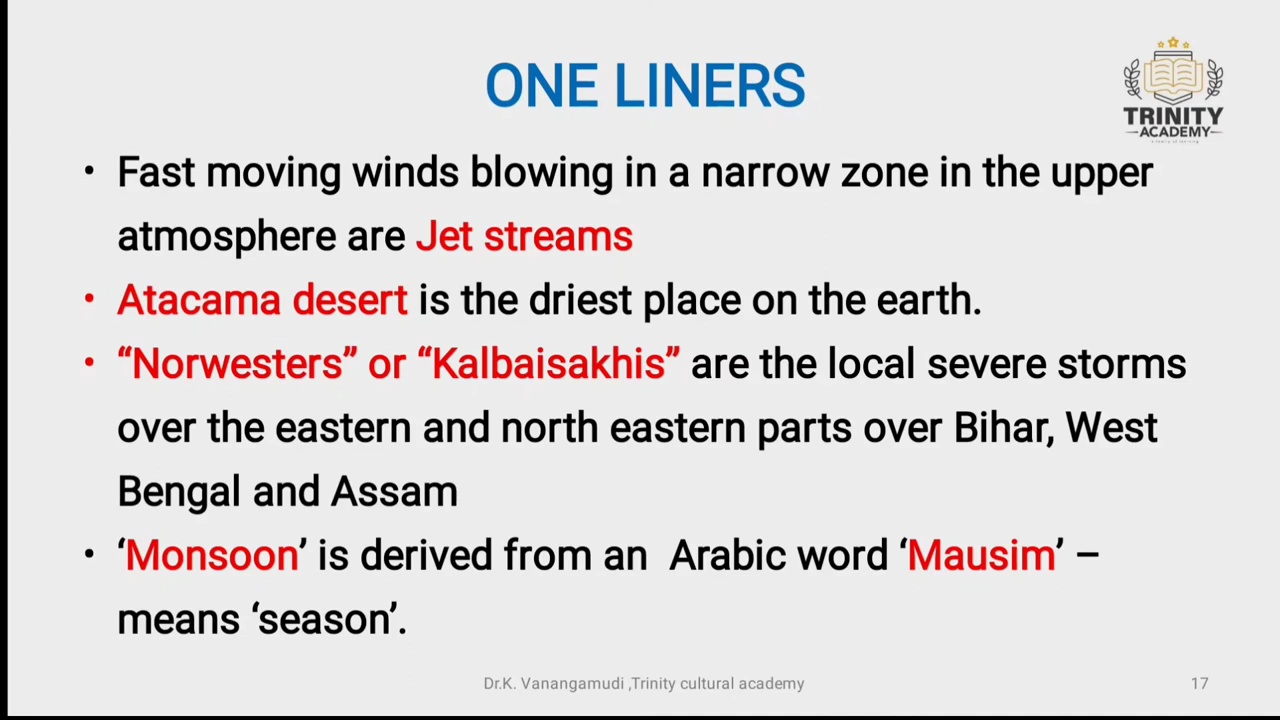 ONE LINERS
TRINITY
ACADEMY
• Fast moving winds blowing in a narrow zone in the upper
atmosphere are Jet streams
• Atacama desert is the driest place on the earth.
• “Norwesters” or “Kalbaisakhis” are the local severe storms
over the eastern and north eastern parts over Bihar, West
Bengal and Assam
• ‘Monsoon’ is derived from an Arabic word ‘Mausim’ –
means ‘season’.
Dr.K. Vanangamudi ,Trinity cultural academy
17